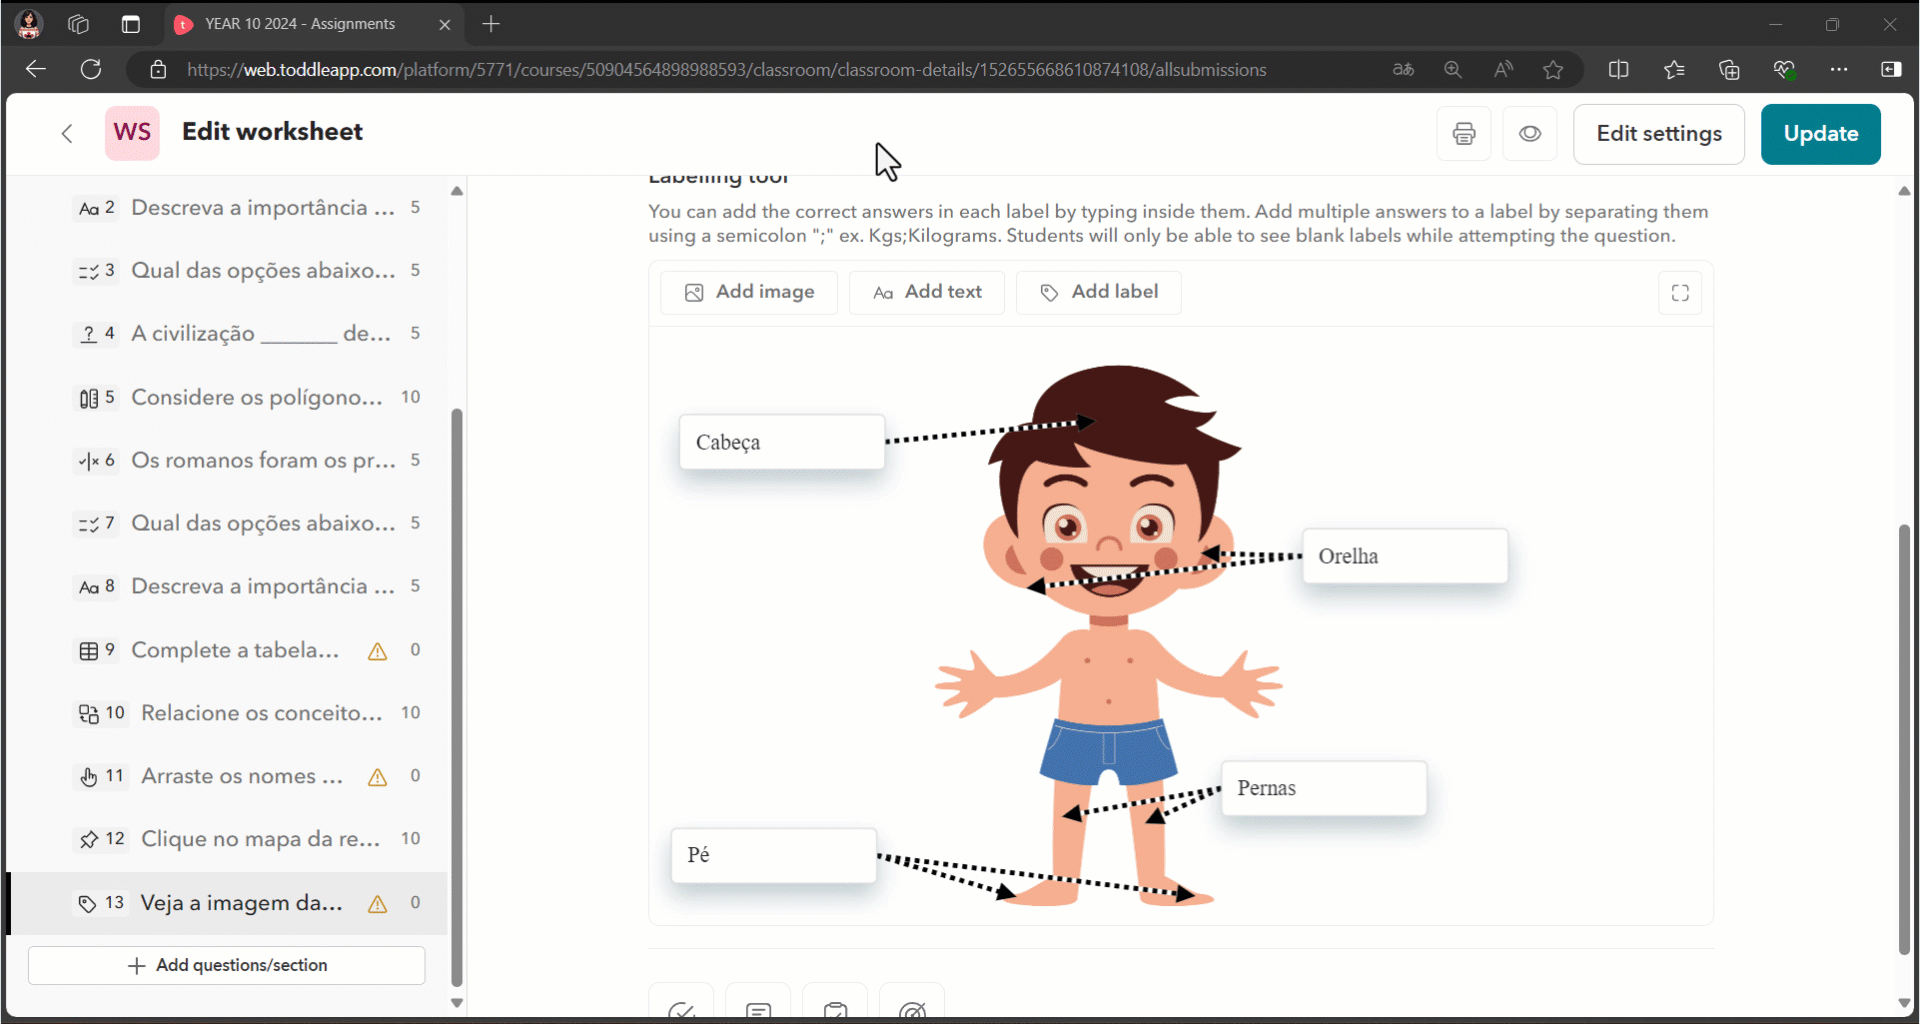 YEAR 10 2024 - Assignments
https://web.toddleapp.com/platform/5771/courses/50904564898988593/classroom/classroom-details/152655668610874108/allsubmissions
WS
Edit worksheet
Edit settings
Update
Aa 2 Descreva a importância ... 5
3 Qual das opções abaixo... 5
? 4 A civilização _______ de... 5
5 Considere os polígono... 10
6 Os romanos foram os pr... 5
7 Qual das opções abaixo... 5
Aa 8 Descreva a importância ... 5
9 Complete a tabela... 0
10 Relacione os conceito... 10
11 Arraste os nomes ... 0
12 Clique no mapa da re... 10
13 Veja a imagem da... 0
Add questions/section
Labelling tool
You can add the correct answers in each label by typing inside them. Add multiple answers to a label by separating them
using a semicolon ";" ex. Kgs;Kilograms. Students will only be able to see blank labels while attempting the question.
Add image
Aa Add text
Add label
Cabeça
Orelha
Pernas
Pé